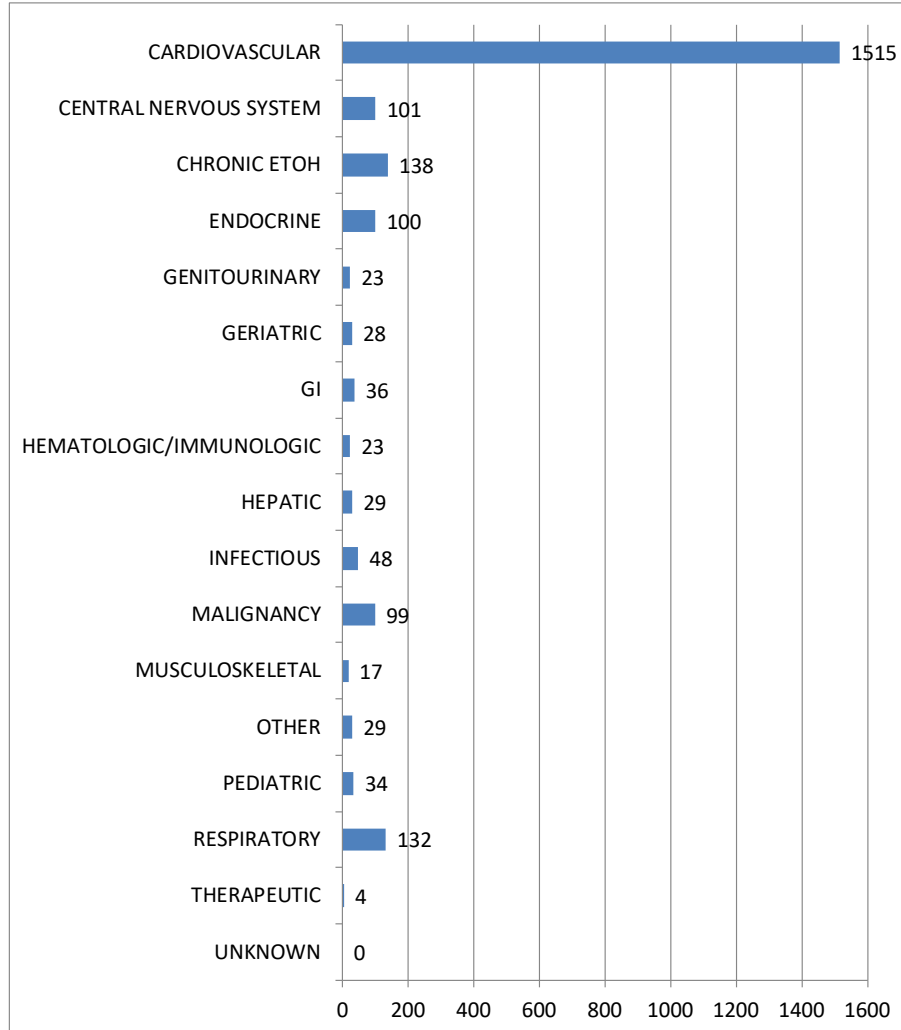 CARDIOVASCULAR 1515
CENTRAL NERVOUS SYSTEM 101
CHRONIC ETOH 138
ENDOCRINE 100
GENITOURINARY 23
GERIATRIC 28
GI 36
HEMATOLOGIC/IMMUNOLOGIC 23
HEPATIC 29
INFECTIOUS 48
MALIGNANCY 99
MUSCULOSKELETAL 17
OTHER 29
PEDIATRIC 34
RESPIRATORY 132
THERAPEUTIC 4
UNKNOWN 0
0 200 400 600 800 1000 1200 1400 1600